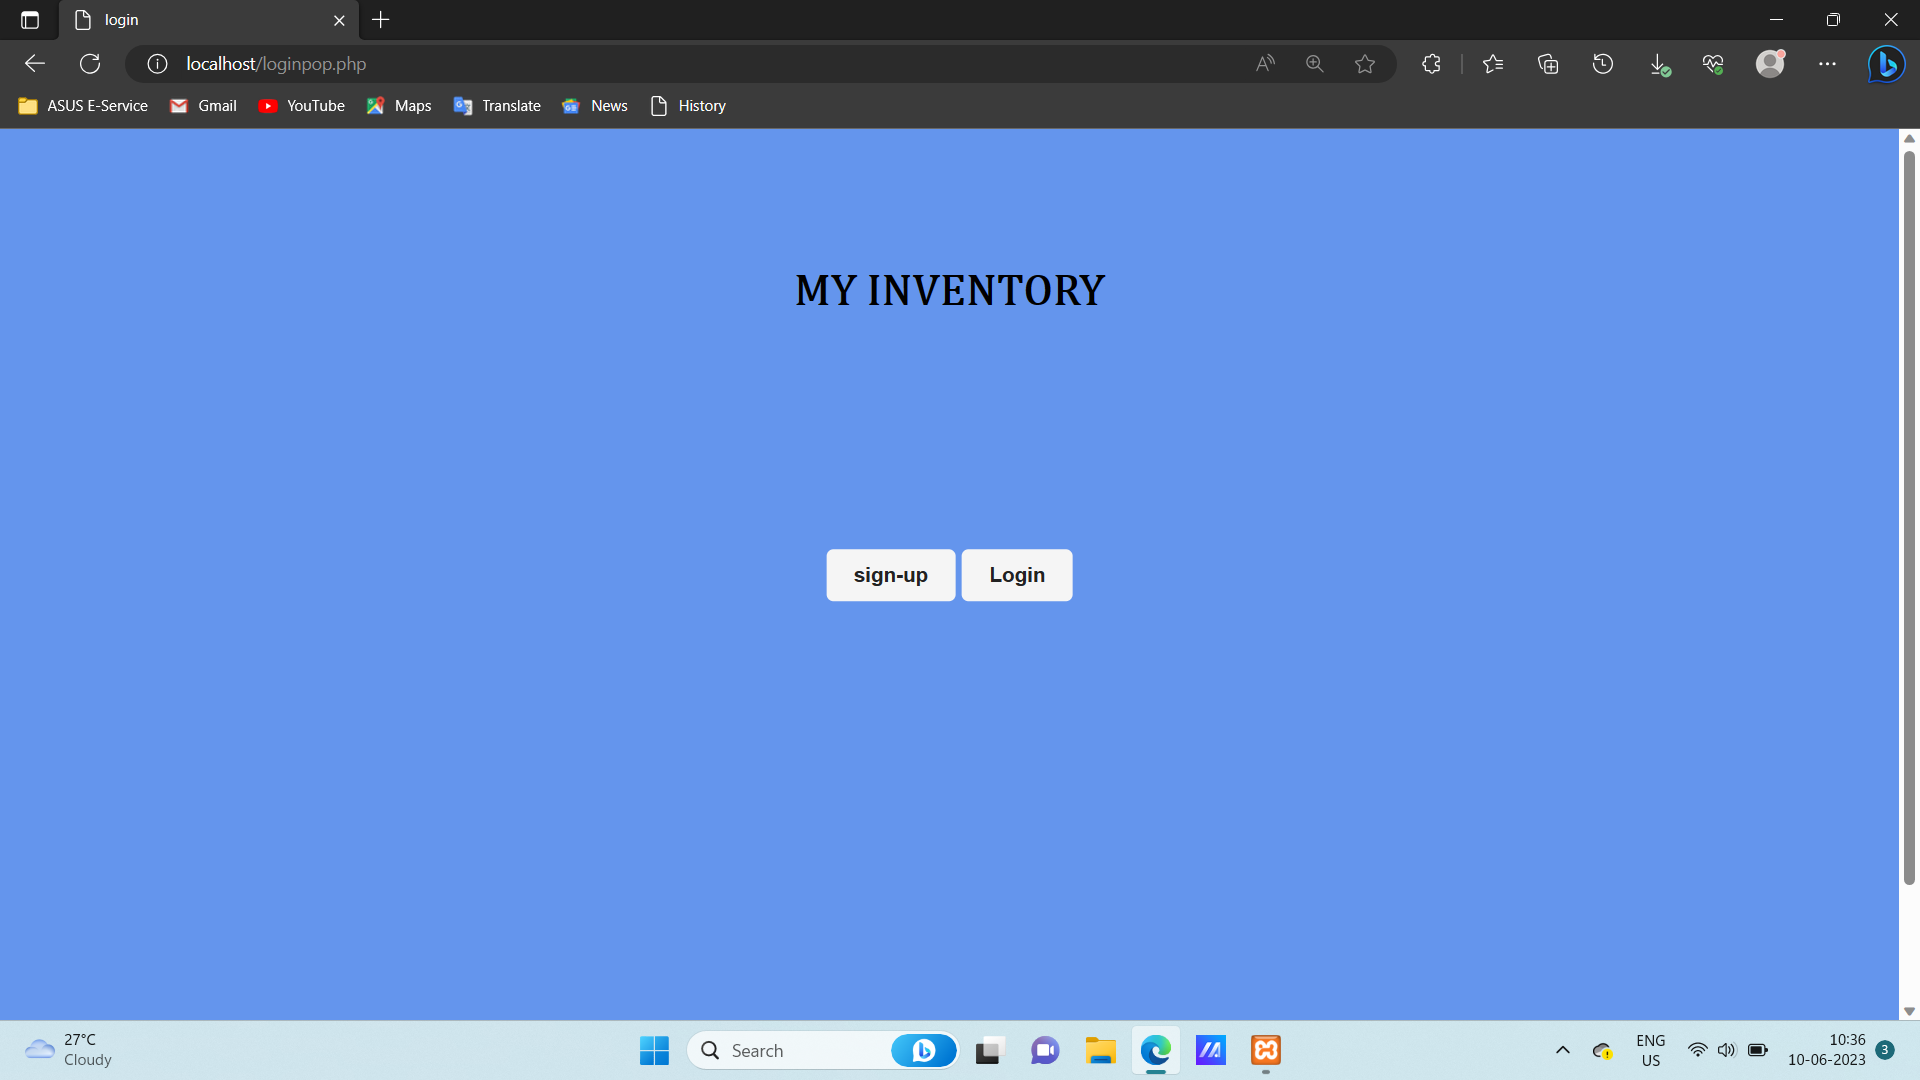 login
localhost/loginpop.php
ASUS E-Service Gmail YouTube Maps Translate News History
MY INVENTORY
sign-up Login
27°C
Cloudy
Search
ENG
US
10:36
10-06-2023
3